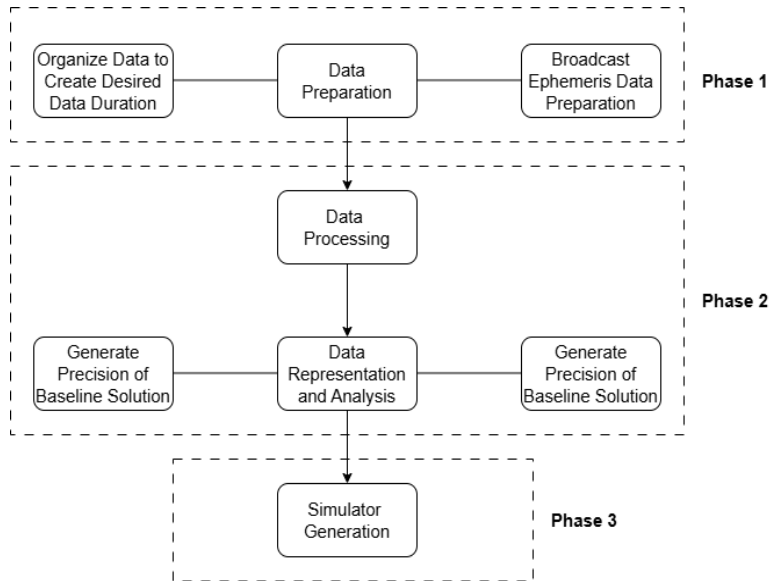 Organize Data to
Create Desired
Data Duration
Data
Preparation
Broadcast
Ephemeris Data
Preparation
Phase 1
Data
Processing
Phase 2
Generate
Precision of
Baseline Solution
Data
Representation
and Analysis
Generate
Precision of
Baseline Solution
Simulator
Generation
Phase 3